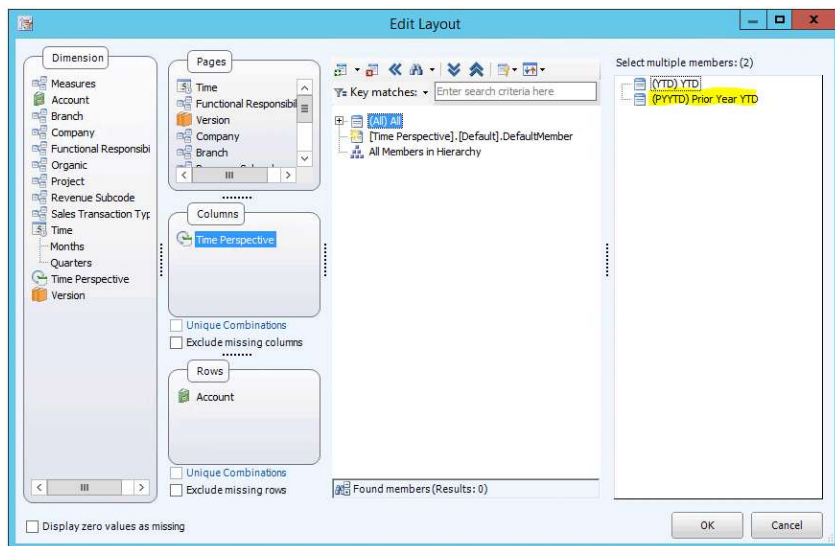 Edit Layout
Dimension
Measures
Account
Branch
Company
Functional Responsibi
Organic
Project
Revenue Subcode
Sales Transaction Typ
Time
Months
Quarters
Time Perspective
Version
Pages
Time
Functional Responsibil
Version
Company
Branch
Columns
Time Perspective
Unique Combinations
Exclude missing columns
Rows
Account
Unique Combinations
Exclude missing rows
Key matches:
Enter search criteria here
(All) All
[Time Perspective].[Default].DefaultMember
All Members in Hierarchy
Found members (Results: 0)
Select multiple members: (2)
(YTD) YTD
(PYYTD) Prior Year YTD
Display zero values as missing
OK
Cancel